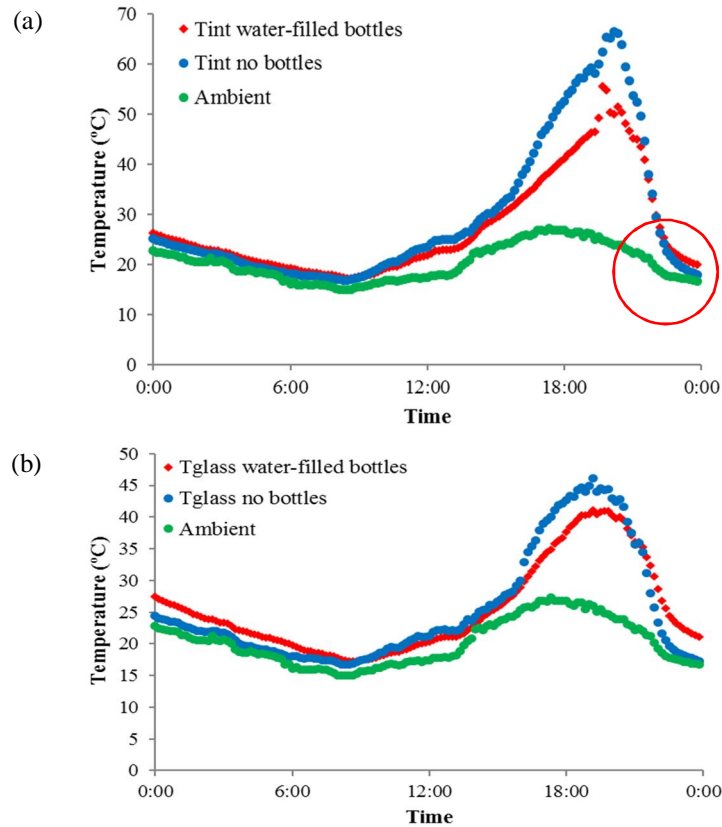 (a)
70
60
50
40
30
20
10
0
Temperature (ºC)
Tint water-filled bottles
Tint no bottles
Ambient
0:00 6:00 12:00 18:00 0:00
Time
(b)
50
45
40
35
30
25
20
15
10
5
0
Temperature (ºC)
Tglass water-filled bottles
Tglass no bottles
Ambient
0:00 6:00 12:00 18:00 0:00
Time